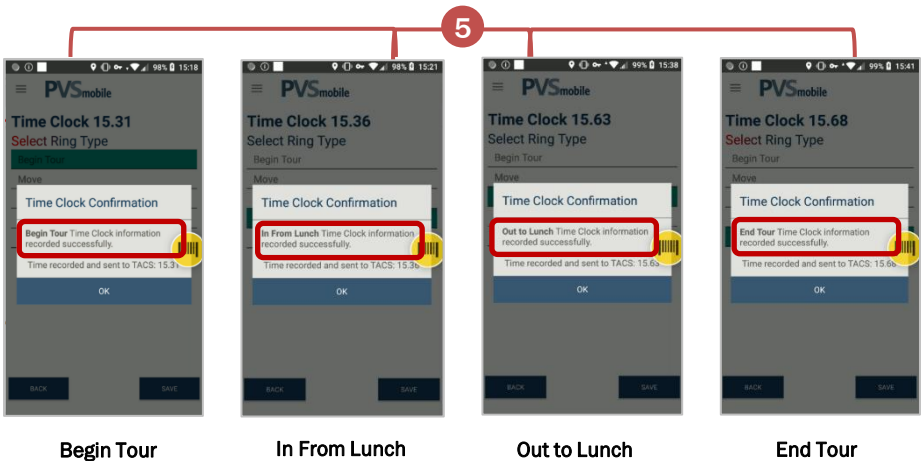 5
98% 15:18
PVSmobile
Time Clock 15.31
Select Ring Type
Begin Tour
Move
Time Clock Confirmation
Begin Tour Time Clock information
recorded successfully.
Time recorded and sent to TACS: 15.31
OK
BACK SAVE
Begin Tour
98% 15:21
PVSmobile
Time Clock 15.36
Select Ring Type
Begin Tour
Move
Time Clock Confirmation
In From Lunch Time Clock information
recorded successfully.
Time recorded and sent to TACS: 15.36
OK
BACK SAVE
In From Lunch
99% 15:38
PVSmobile
Time Clock 15.63
Select Ring Type
Begin Tour
Move
Time Clock Confirmation
Out to Lunch Time Clock information
recorded successfully.
Time recorded and sent to TACS: 15.63
OK
BACK SAVE
Out to Lunch
99% 15:41
PVSmobile
Time Clock 15.68
Select Ring Type
Begin Tour
Move
Time Clock Confirmation
End Tour Time Clock information
recorded successfully.
Time recorded and sent to TACS: 15.68
OK
BACK SAVE
End Tour